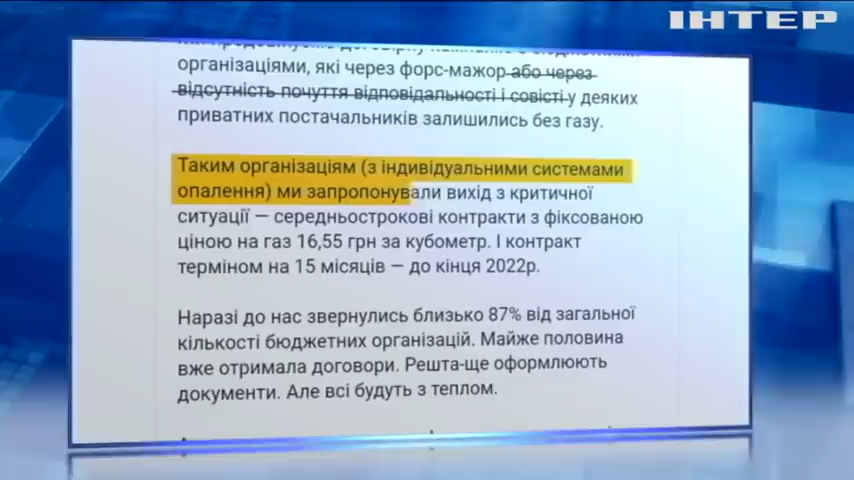 ІНТЕР
організаціями, які через форс-мажор або через
відсутність почуття відповідальності і совісті у деяких
приватних постачальників залишились без газу.
Таким організаціям (з індивідуальними системами
опалення) ми запропонували вихід з критичної
ситуації — середньострокові контракти з фіксованою
ціною на газ 16,55 грн за кубометр. І контракт
терміном на 15 місяців — до кінця 2022р.
Наразі до нас звернулись близько 87% від загальної
кількості бюджетних організацій. Майже половина
вже отримала договори. Решта-ще оформлюють
документи. Але всі будуть з теплом.